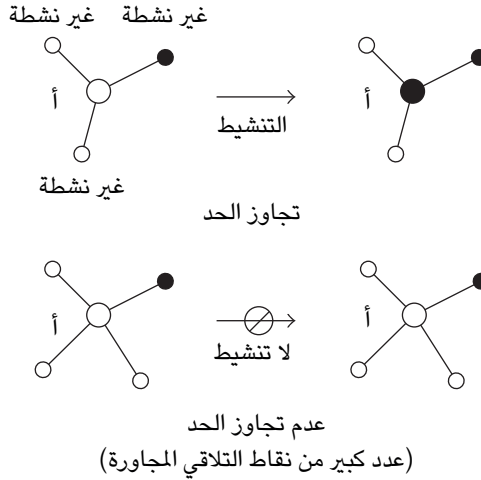 غير نشطة
غير نشطة
أ
أ
التنشيط
غير نشطة
تجاوز الحد
أ
أ
لا تنشيط
عدم تجاوز الحد
(عدد كبير من نقاط التلاقي المجاورة)